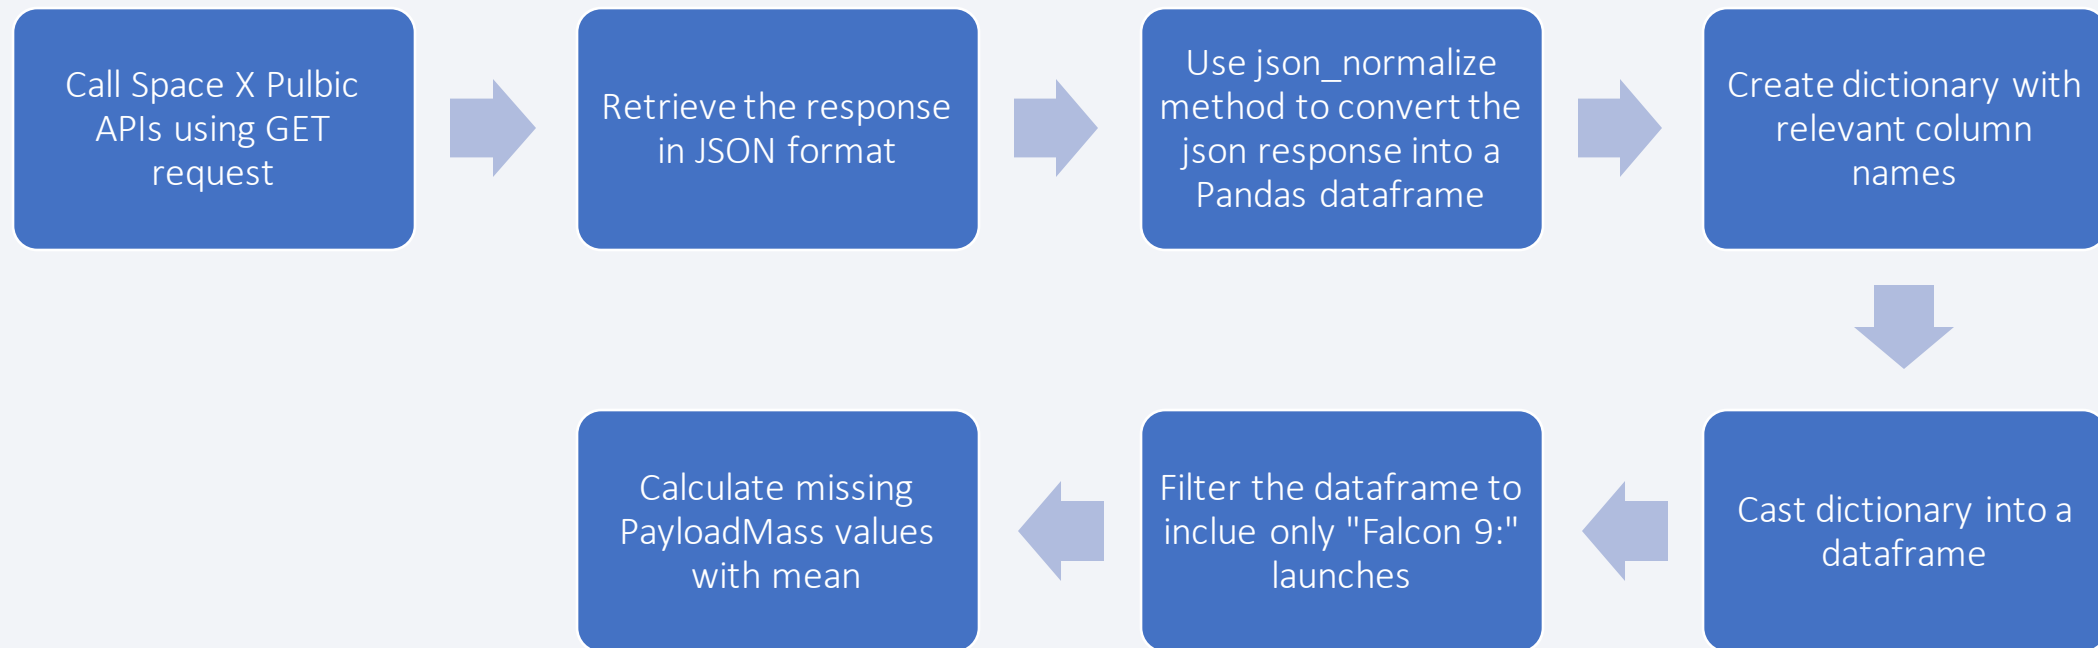 Call Space X Pulbic
APIs using GET
request
Retrieve the response
in JSON format
Use json_normalize
method to convert the
json response into a
Pandas dataframe
Create dictionary with
relevant column
names
Cast dictionary into a
dataframe
Filter the dataframe to
inclue only "Falcon 9:"
launches
Calculate missing
PayloadMass values
with mean